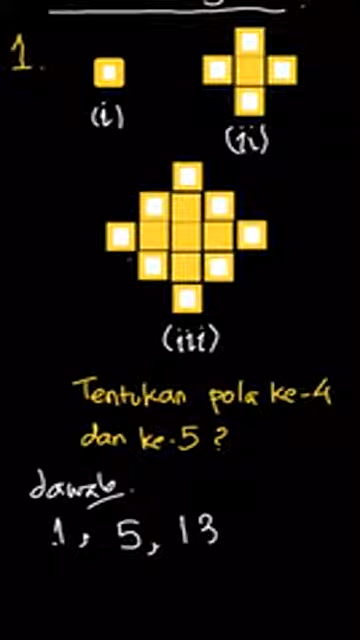 1.
(i)
(ii)
(iii)
Tentukan pola ke-4
dan ke-5 ?
Jawab
1, 5, 13